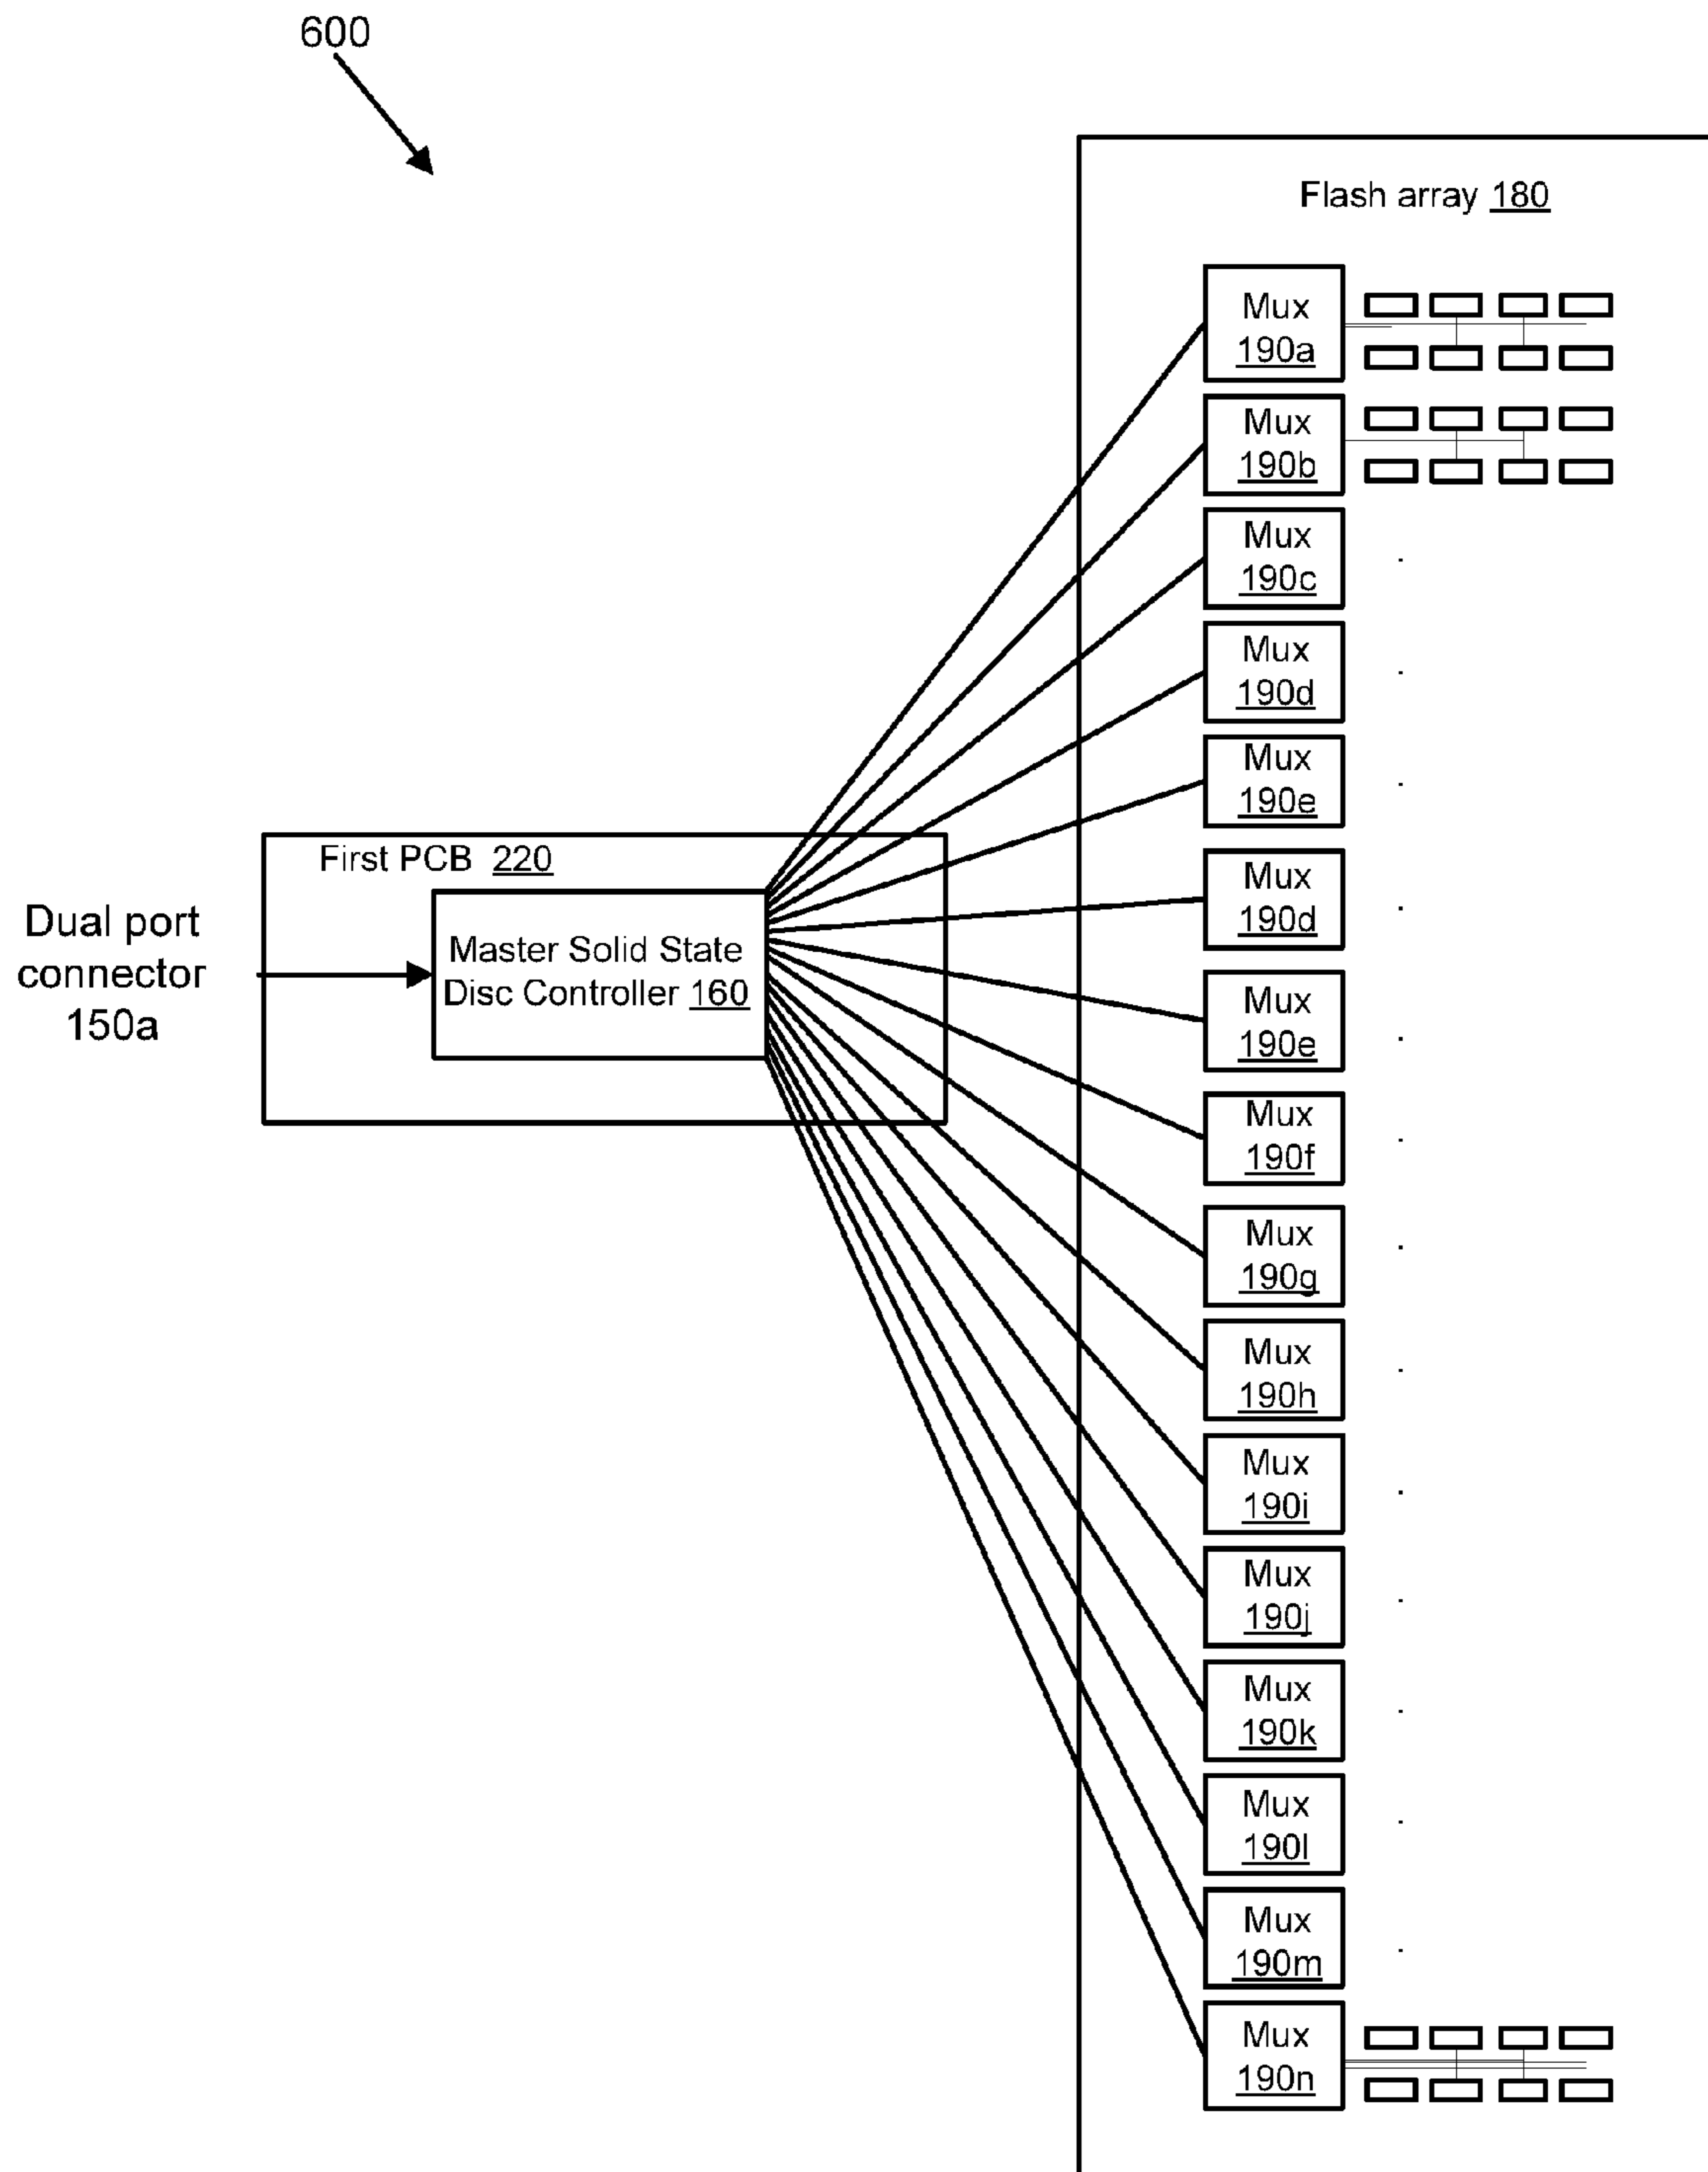 600
Flash array 180
Mux
190a
Mux
190b
Mux
190c
Mux
190d
Mux
190e
First PCB 220
Dual port
connector
150a
Master Solid State
Disc Controller 160
Mux
190d
Mux
190e
Mux
190f
Mux
190g
Mux
190h
Mux
190i
Mux
190j
Mux
190k
Mux
190l
Mux
190m
Mux
190n